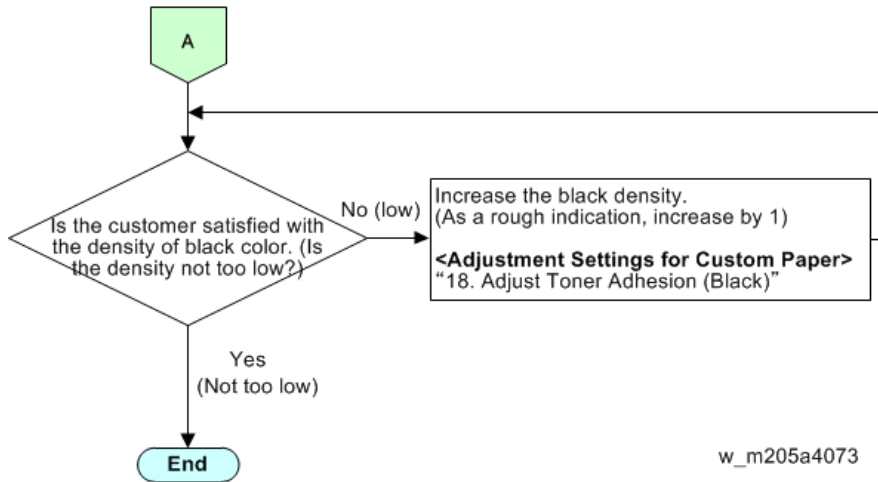 A
Is the customer satisfied with
the density of black color. (Is
the density not too low?)
No (low)
Increase the black density.
(As a rough indication, increase by 1)
<Adjustment Settings for Custom Paper>
“18. Adjust Toner Adhesion (Black)”
Yes
(Not too low)
End
w_m205a4073